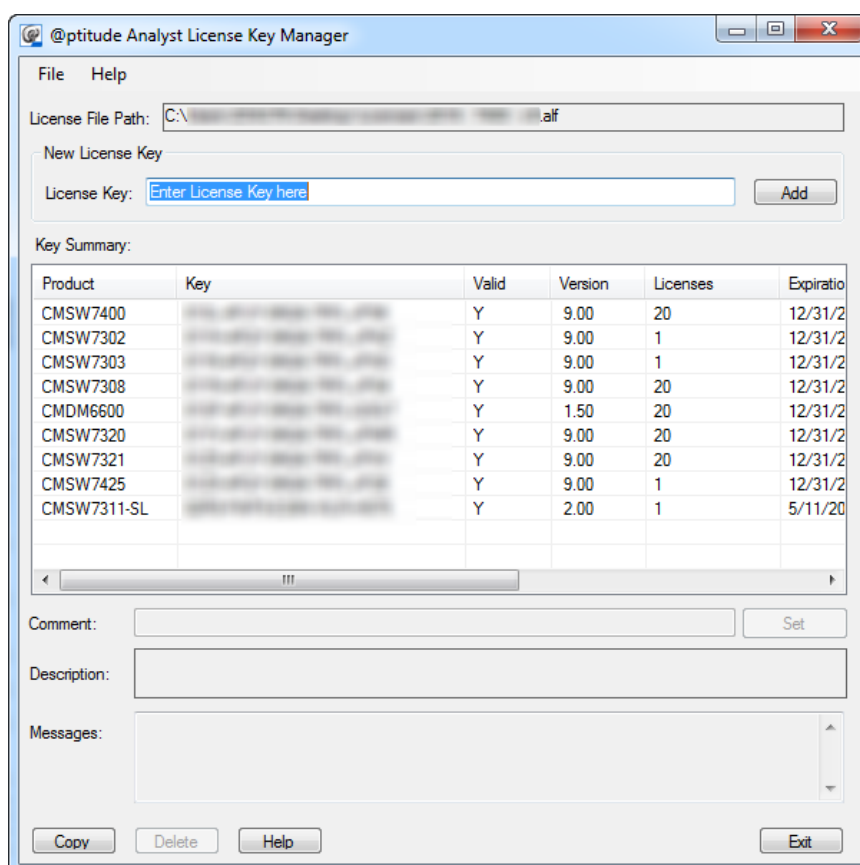 @ptitude Analyst License Key Manager
File Help
License File Path: C:\ .alf
New License Key
License Key: Enter License Key here Add
Key Summary:
Product Key Valid Version Licenses Expiratio
CMSW7400 Y 9.00 20 12/31/2
CMSW7302 Y 9.00 1 12/31/2
CMSW7303 Y 9.00 1 12/31/2
CMSW7308 Y 9.00 20 12/31/2
CMDM6600 Y 1.50 20 12/31/2
CMSW7320 Y 9.00 20 12/31/2
CMSW7321 Y 9.00 20 12/31/2
CMSW7425 Y 9.00 1 12/31/2
CMSW7311-SL Y 2.00 1 5/11/20
Comment: Set
Description:
Messages:
Copy Delete Help Exit